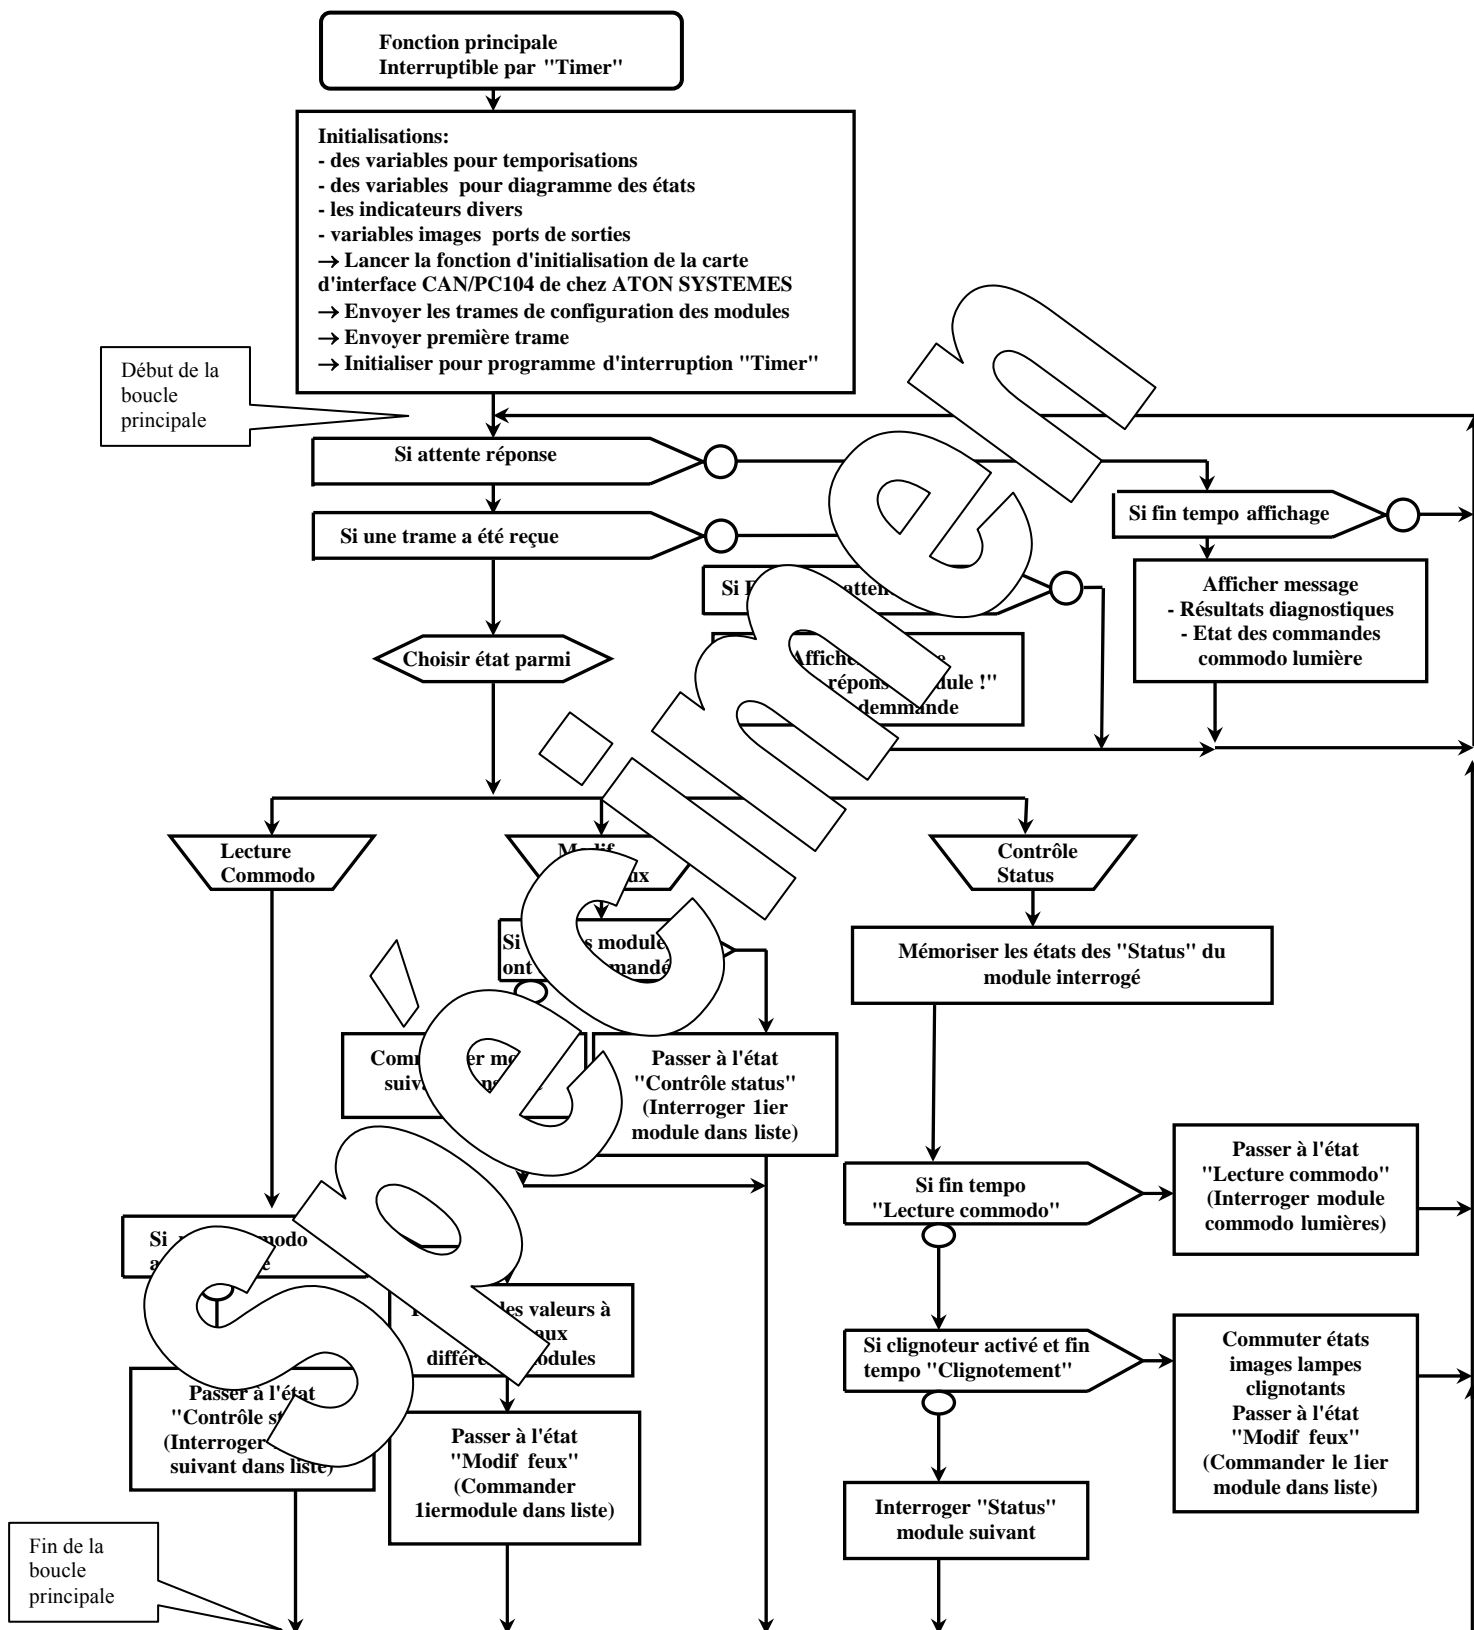 Fonction principale
Interruptible par "Timer"
Initialisations:
- des variables pour temporisations
- des variables pour diagramme des états
- les indicateurs divers
- variables images ports de sorties
→ Lancer la fonction d'initialisation de la carte
d'interface CAN/PC104 de chez ATON SYSTEMES
→ Envoyer les trames de configuration des modules
→ Envoyer première trame
→ Initialiser pour programme d'interruption "Timer"
Début de la
boucle
principale
Si attente réponse
Si fin tempo affichage
Si une trame a été reçue
Si
Afficher message
- Résultats diagnostiques
- Etat des commandes
commodo lumière
!"
demmande
Choisir état parmi
Lecture
Commodo
Contrôle
Status
Si
ont
Mémoriser les états des "Status" du
module interrogé
Passer à l'état
"Contrôle status"
(Interroger 1ier
module dans liste)
Passer à l'état
"Lecture commodo"
(Interroger module
commodo lumières)
Si fin tempo
"Lecture commodo"
Si
valeurs à
aux
Si clignoteur activé et fin
tempo "Clignotement"
Commuter états
images lampes
clignotants
Passer à l'état
"Modif feux"
(Commander le 1ier
module dans liste)
Passer à l'état
"Contrôle
(Interroger
suivant dans liste)
Passer à l'état
"Modif feux"
(Commander
1iermodule dans liste)
Interroger "Status"
module suivant
Fin de la
boucle
principale
Spécimen